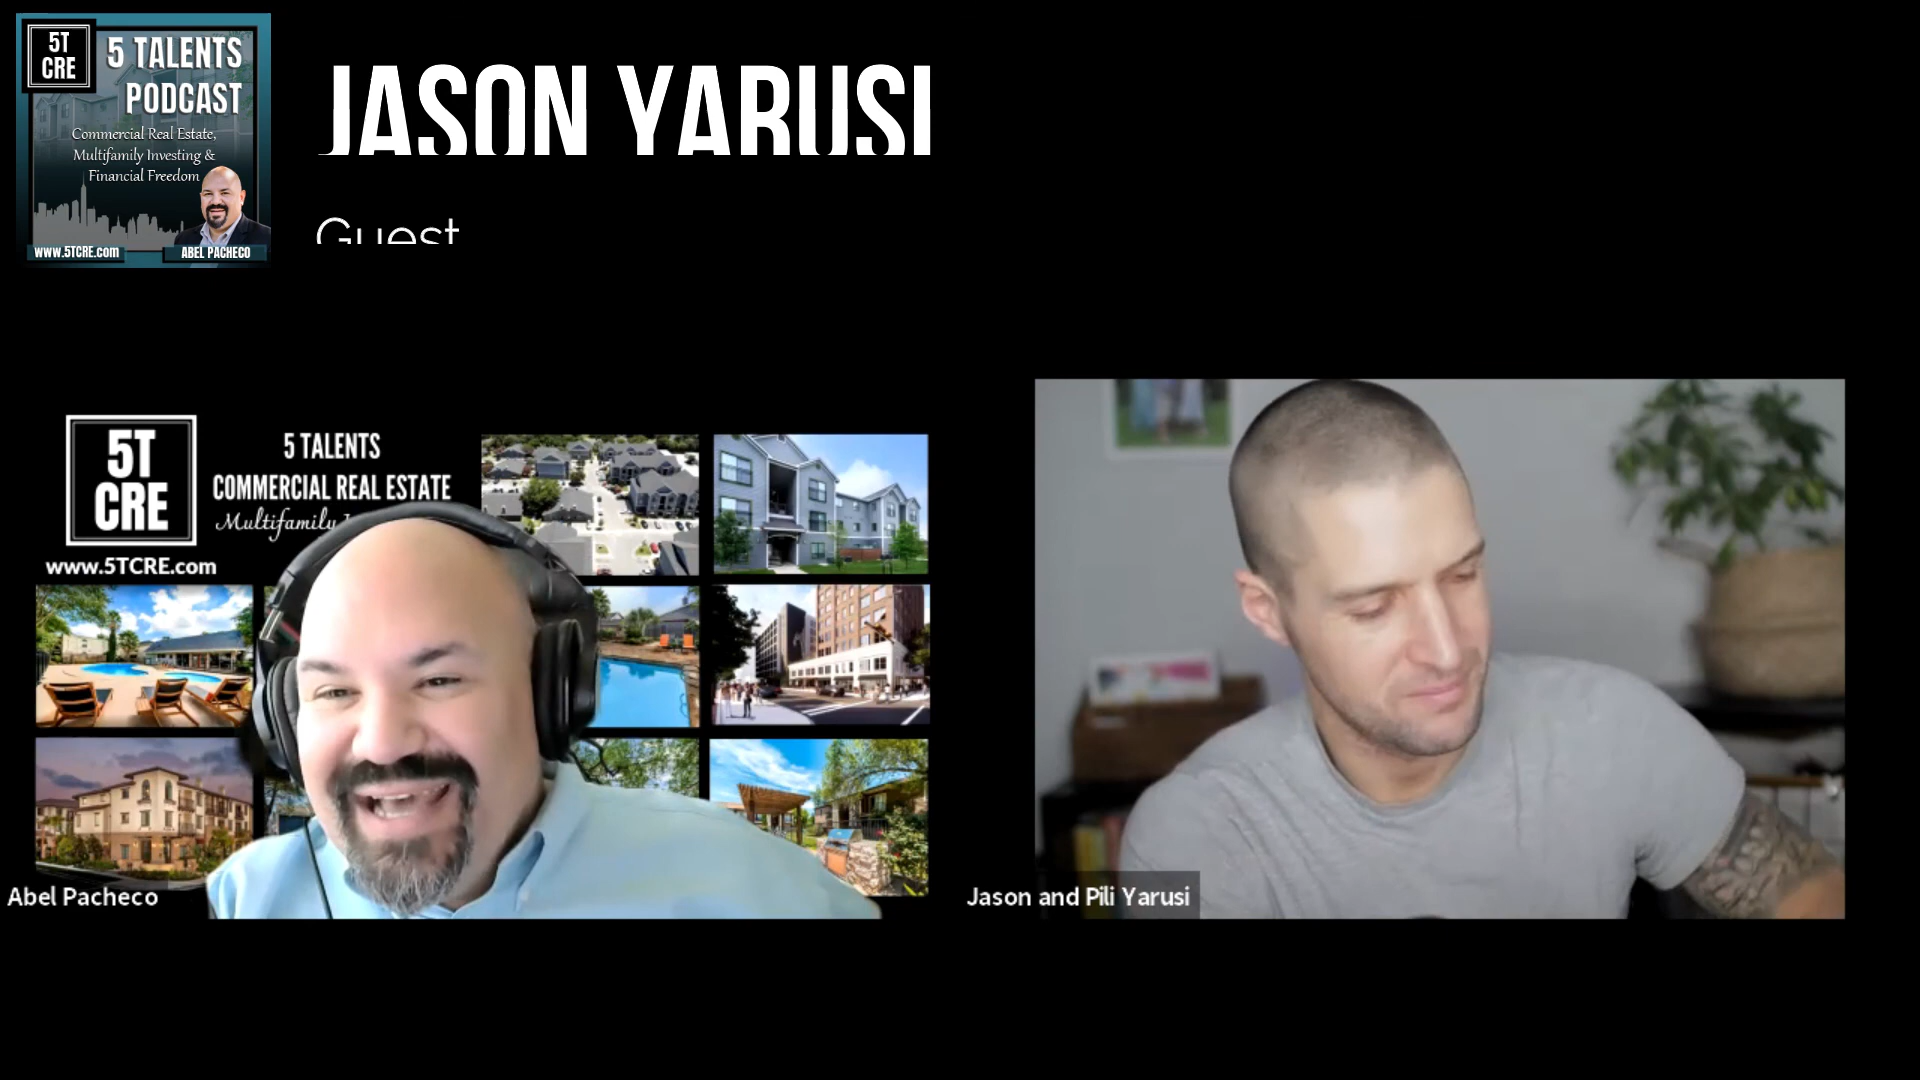 5T
CRE
5 TALENTS
PODCAST
Commercial Real Estate,
Multifamily Investing &
Financial Freedom
www.5TCRE.com
ABEL PACHECO
JASON YARUSI
Guest
5T
CRE
5 TALENTS
COMMERCIAL REAL ESTATE
Multifamily
www.5TCRE.com
Abel Pacheco
Jason and Pili Yarusi